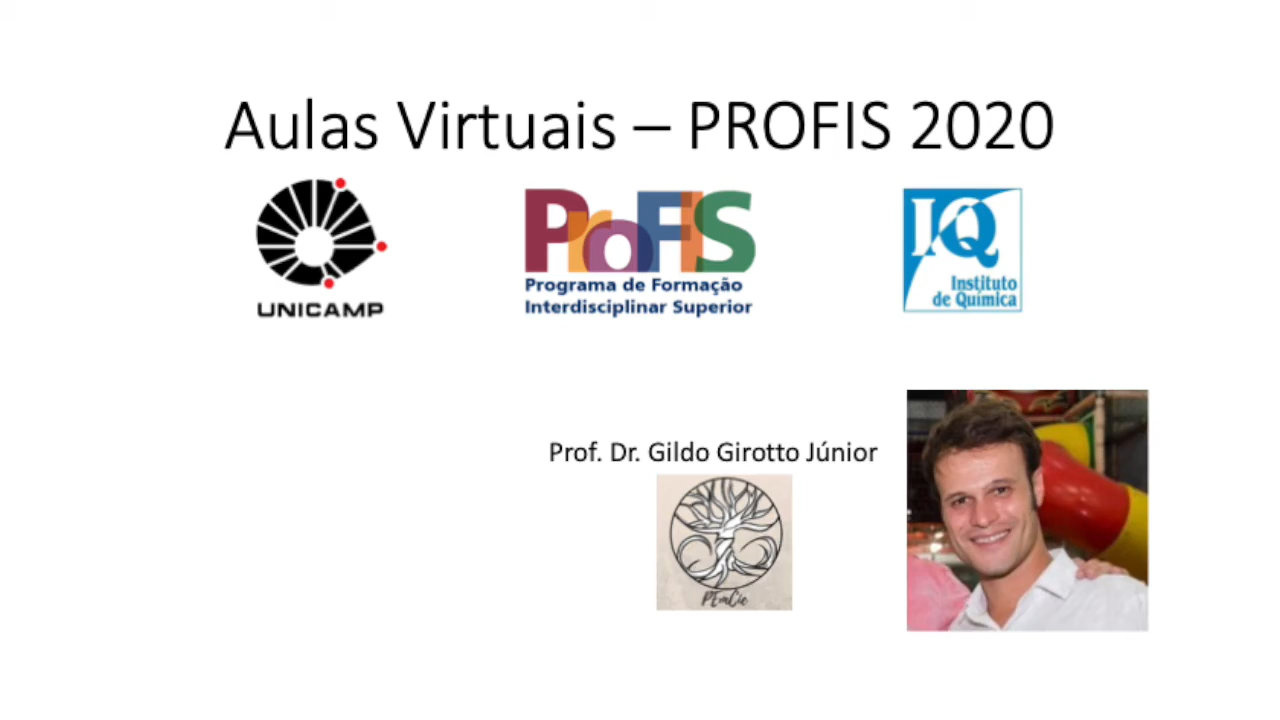 Aulas Virtuais – PROFIS 2020
UNICAMP
ProFIS
Programa de Formação
Interdisciplinar Superior
IQ
Instituto
de Química
Prof. Dr. Gildo Girotto Júnior
PEmCie